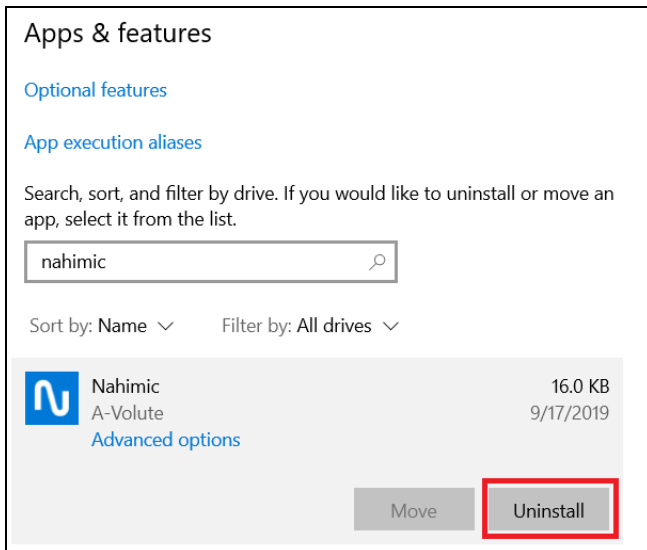 Apps & features
Optional features
App execution aliases
Search, sort, and filter by drive. If you would like to uninstall or move an
app, select it from the list.
nahimic
Sort by: Name Filter by: All drives
Nahimic 16.0 KB
A-Volute 9/17/2019
Advanced options
Move Uninstall